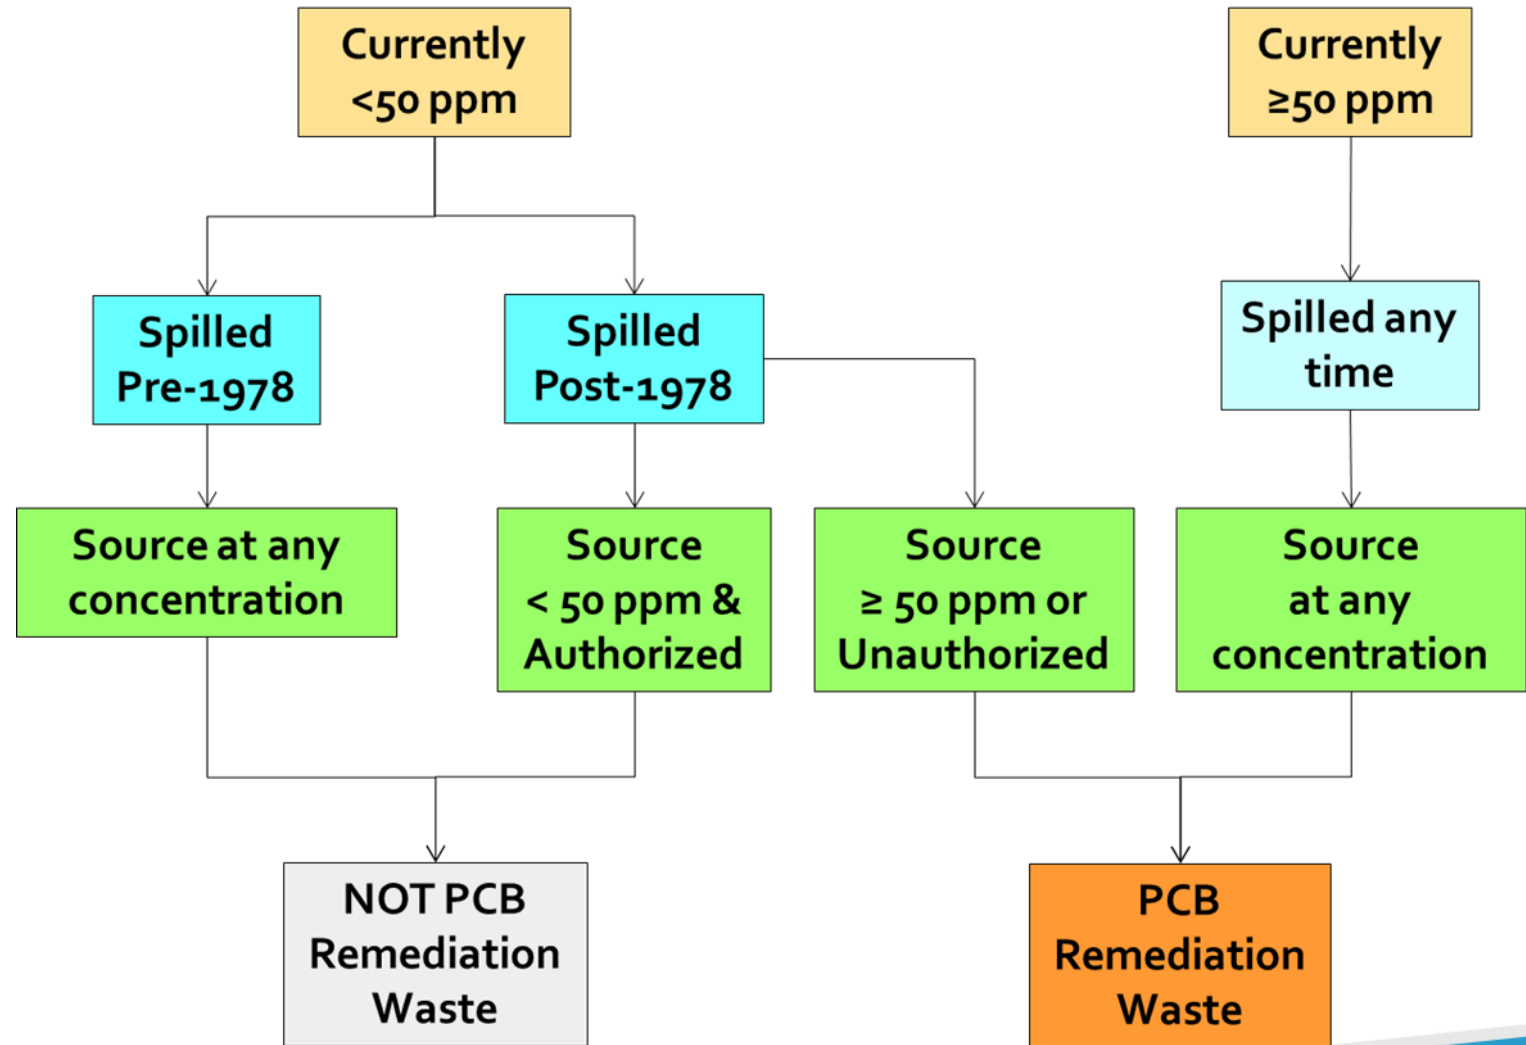 Currently
<50 ppm
Currently
≥50 ppm
Spilled
Pre-1978
Spilled
Post-1978
Spilled any
time
Source at any
concentration
Source
< 50 ppm &
Authorized
Source
≥ 50 ppm or
Unauthorized
Source
at any
concentration
NOT PCB
Remediation
Waste
PCB
Remediation
Waste